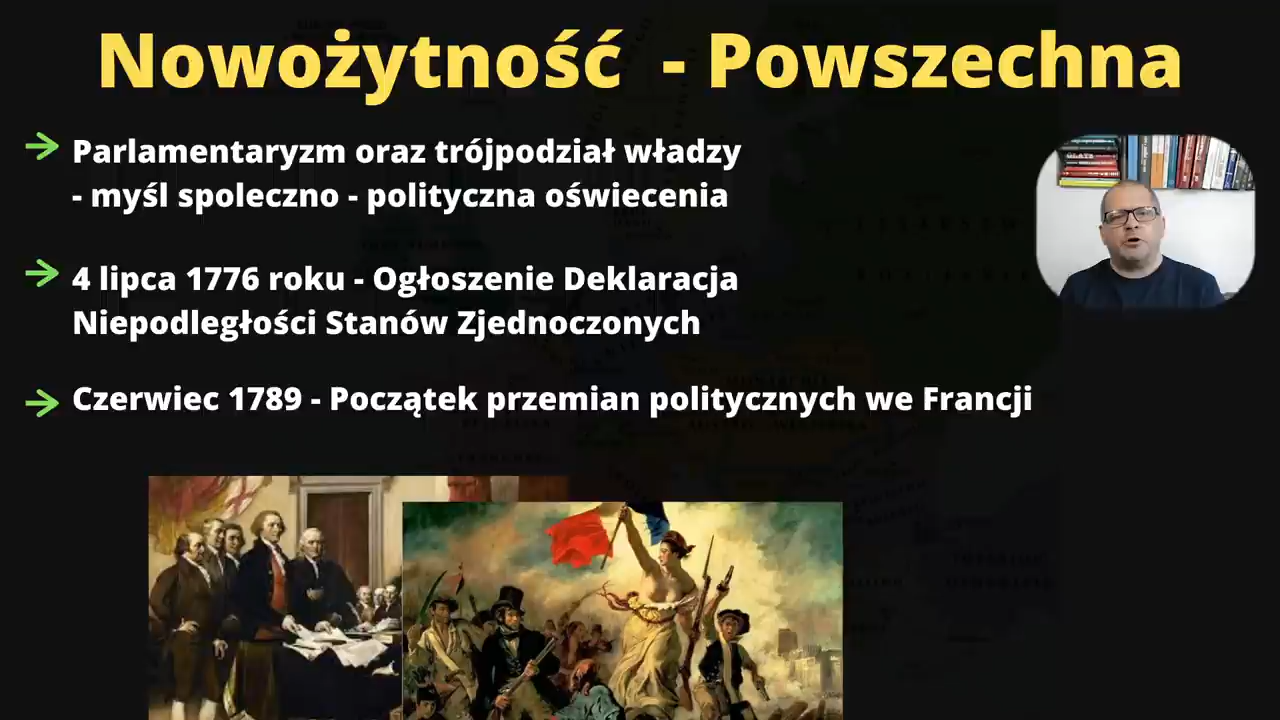 Nowożytność - Powszechna
Parlamentaryzm oraz trójpodział władzy
- myśl spoleczno - polityczna oświecenia
4 lipca 1776 roku - Ogłoszenie Deklaracja
Niepodległości Stanów Zjednoczonych
Czerwiec 1789 - Początek przemian politycznych we Francji